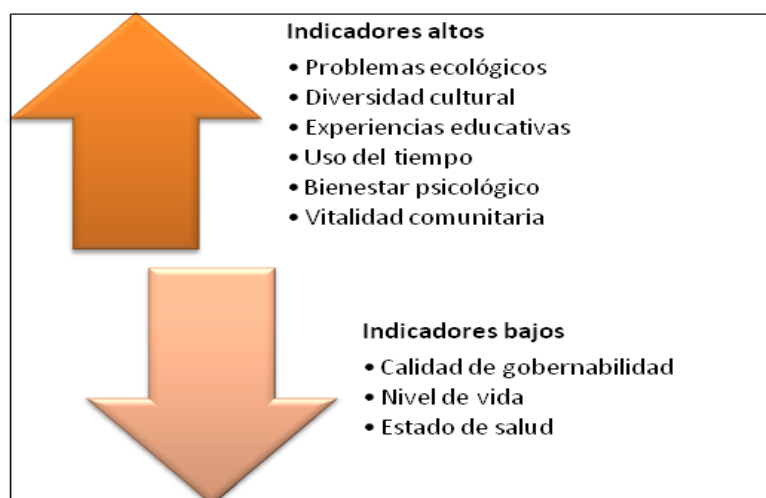 Indicadores altos
• Problemas ecológicos
• Diversidad cultural
• Experiencias educativas
• Uso del tiempo
• Bienestar psicológico
• Vitalidad comunitaria
Indicadores bajos
• Calidad de gobernabilidad
• Nivel de vida
• Estado de salud